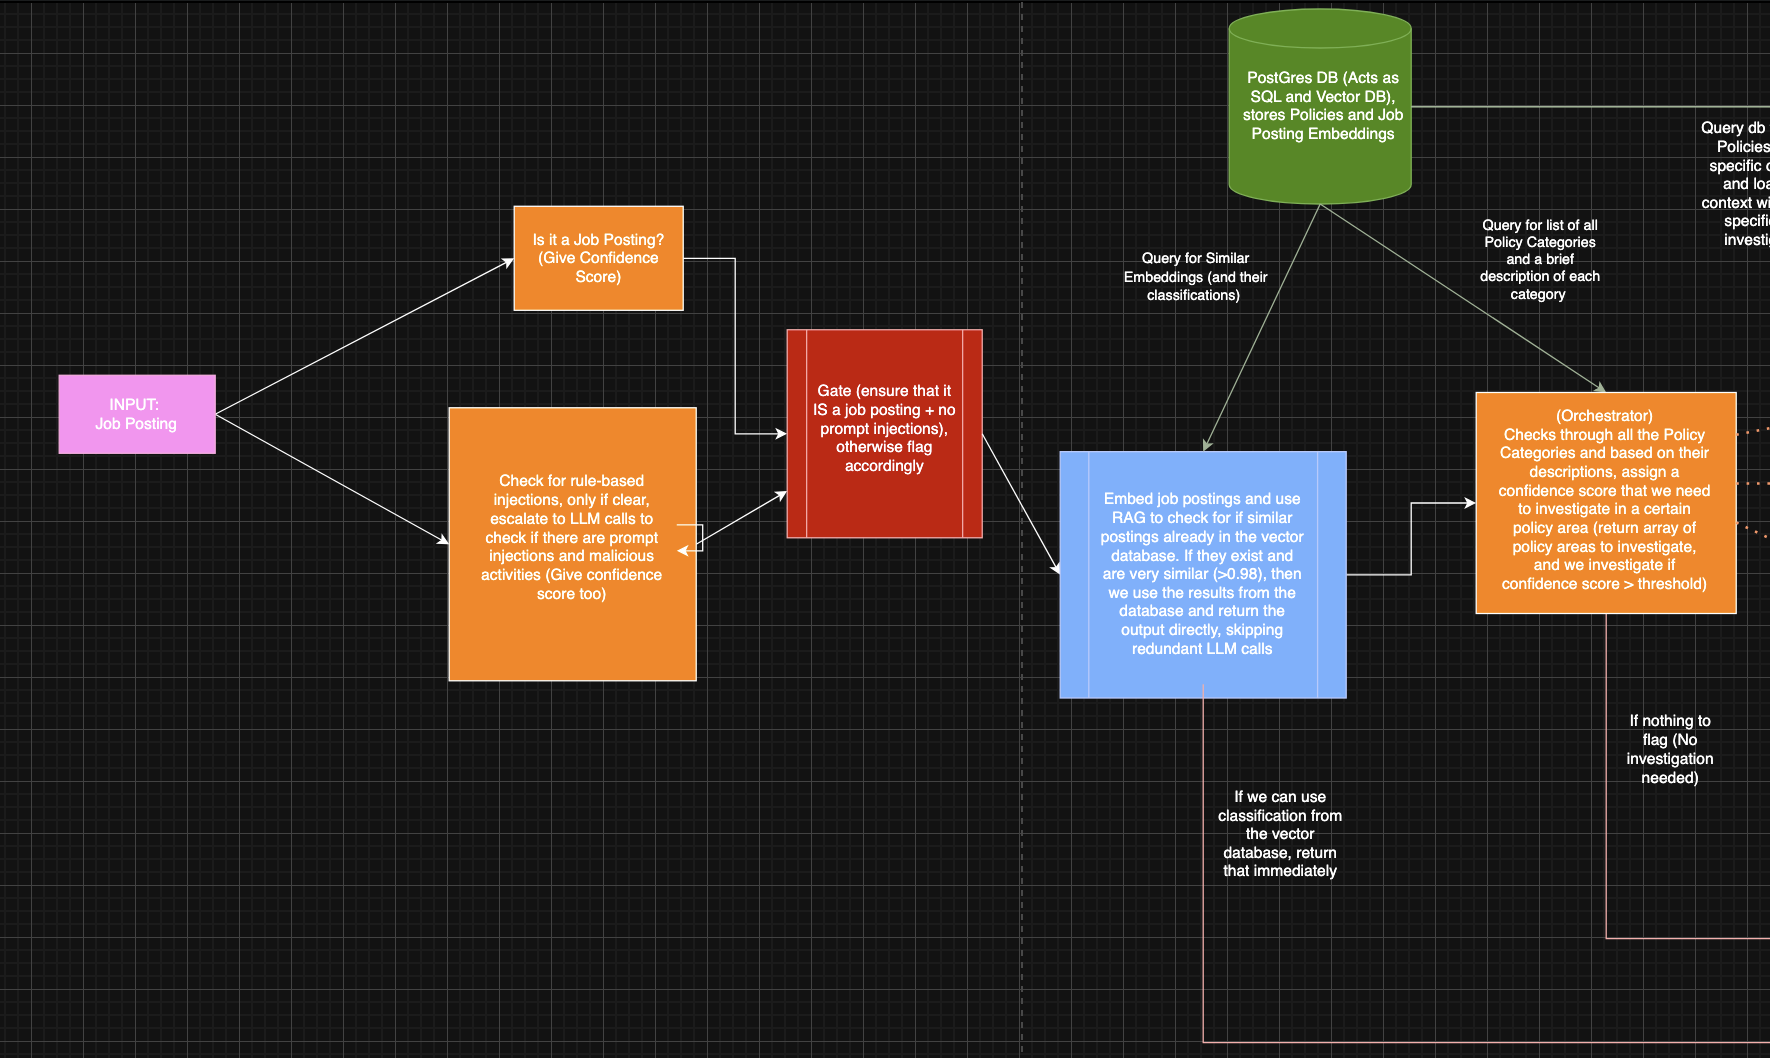 INPUT:
Job Posting
Is it a Job Posting?
(Give Confidence
Score)
Check for rule-based
injections, only if clear,
escalate to LLM calls to
check if there are prompt
injections and malicious
activities (Give confidence
score too)
Gate (ensure that it
IS a job posting + no
prompt injections),
otherwise flag
accordingly
PostGres DB (Acts as
SQL and Vector DB),
stores Policies and Job
Posting Embeddings
Query for Similar
Embeddings (and their
classifications)
Query for list of all
Policy Categories
and a brief
description of each
category
Query db
Policies
specific
and
context
investi
Embed job postings and use
RAG to check for if similar
postings already in the vector
database. If they exist and
are very similar (>0.98), then
we use the results from the
database and return the
output directly, skipping
redundant LLM calls
(Orchestrator)
Checks through all the Policy
Categories and based on their
descriptions, assign a
confidence score that we need
to investigate in a certain
policy area (return array of
policy areas to investigate,
and we investigate if
confidence score > threshold)
If we can use
classification from
the vector
database, return
that immediately
If nothing to
flag (No
investigation
needed)